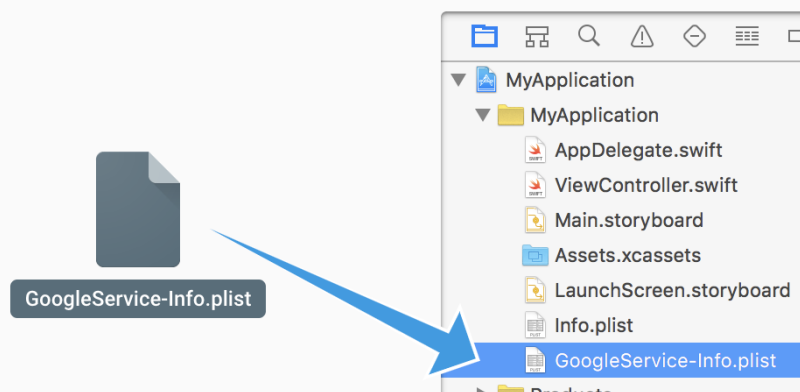 GoogleService-Info.plist
MyApplication
MyApplication
AppDelegate.swift
ViewController.swift
Main.storyboard
Assets.xcassets
LaunchScreen.storyboard
Info.plist
GoogleService-Info.plist
Products